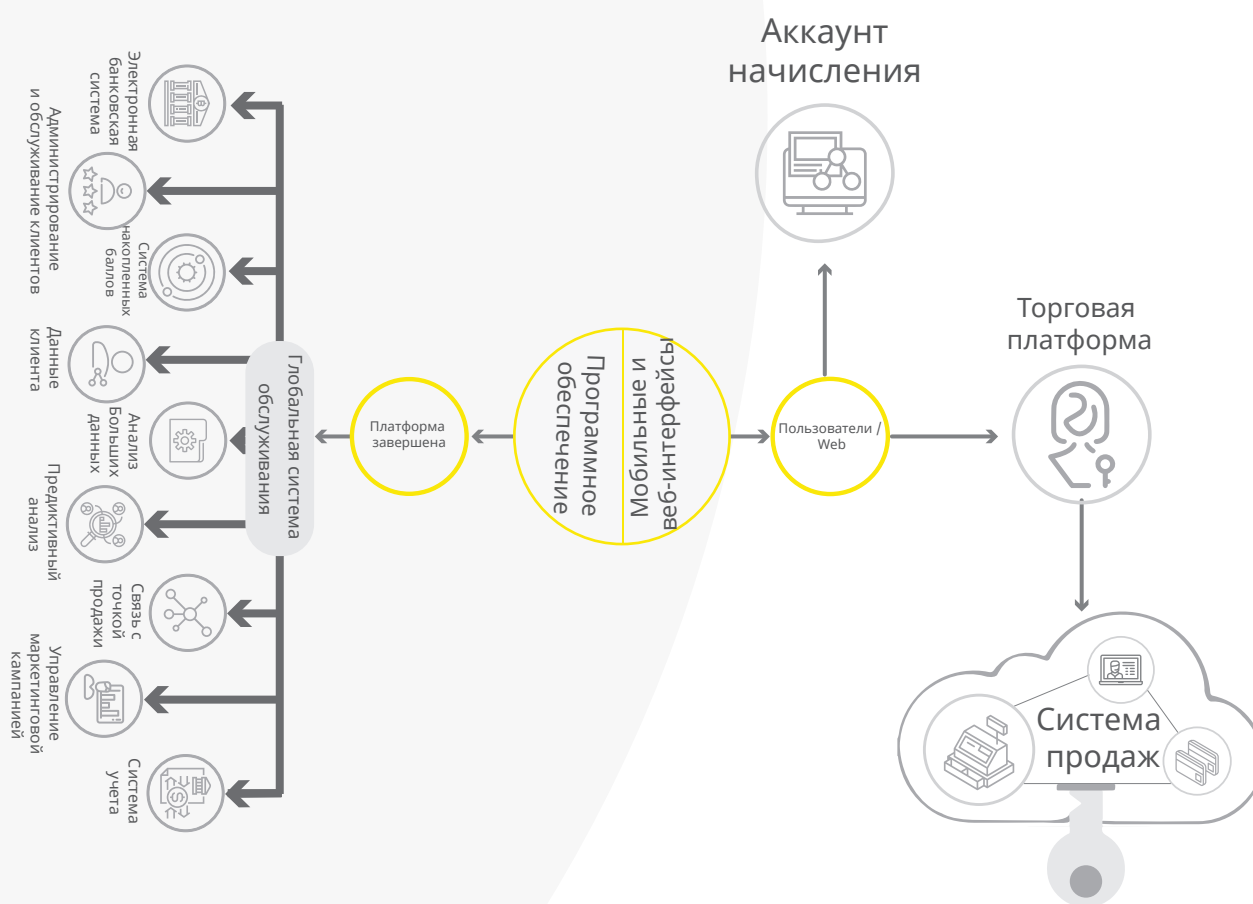 Аккаунт
начисления
Торговая
платформа
Система
продаж
Пользователи /
Web
Мобильные и
веб-интерфейсы
Программное
обеспечение
Платформа
завершена
Глобальная система
обслуживания
Электронная
банковская
система
Администрирование
и обслуживание клиентов
Система
накопленных
баллов
Данные
клиента
Анализ
Больших
данных
Предиктивный
анализ
Связь с
точкой
продажи
Управление
маркетинговой
кампанией
Система
учета